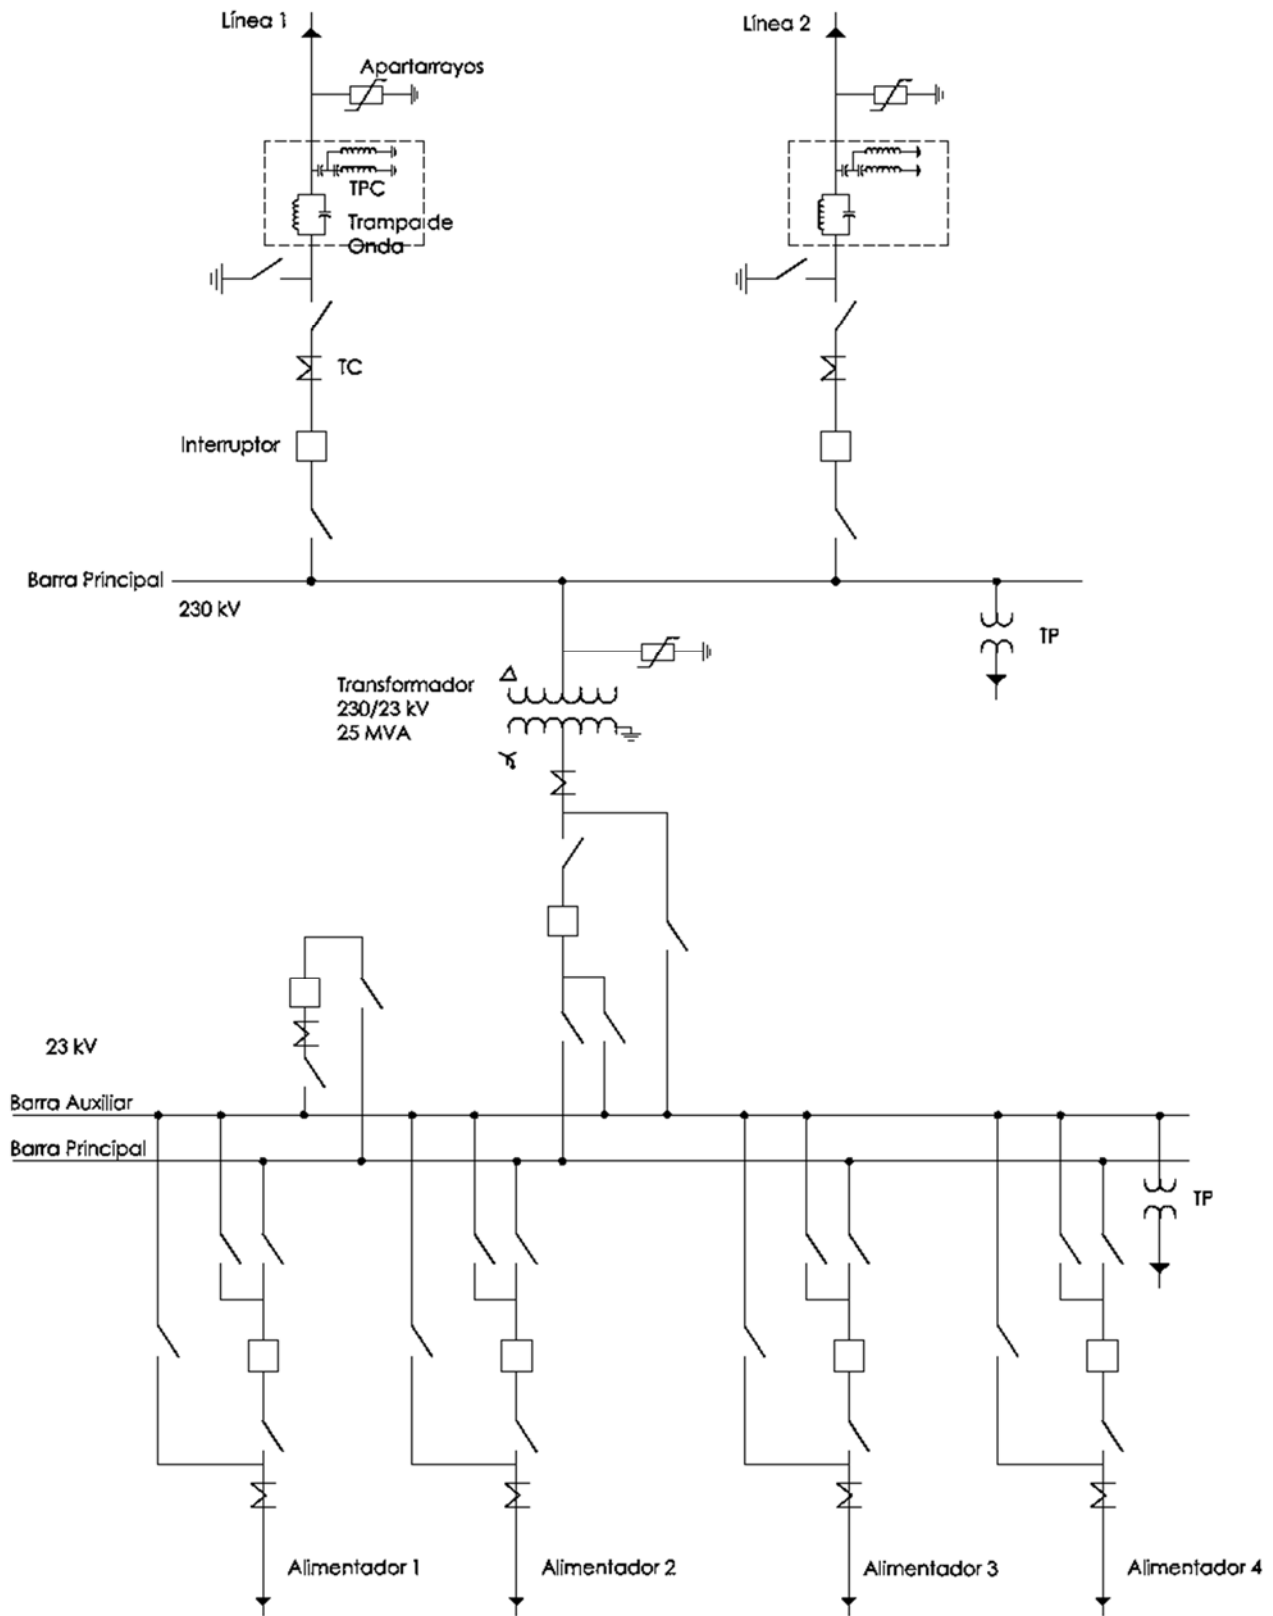 Línea 1
Línea 2
Apartarrayos
TPC
Trampa de
Onda
TC
Interruptor
Barra Principal
230 kV
TP
Transformador
230/23 kV
25 MVA
23 kV
Barra Auxiliar
Barra Principal
TP
Alimentador 1
Alimentador 2
Alimentador 3
Alimentador 4